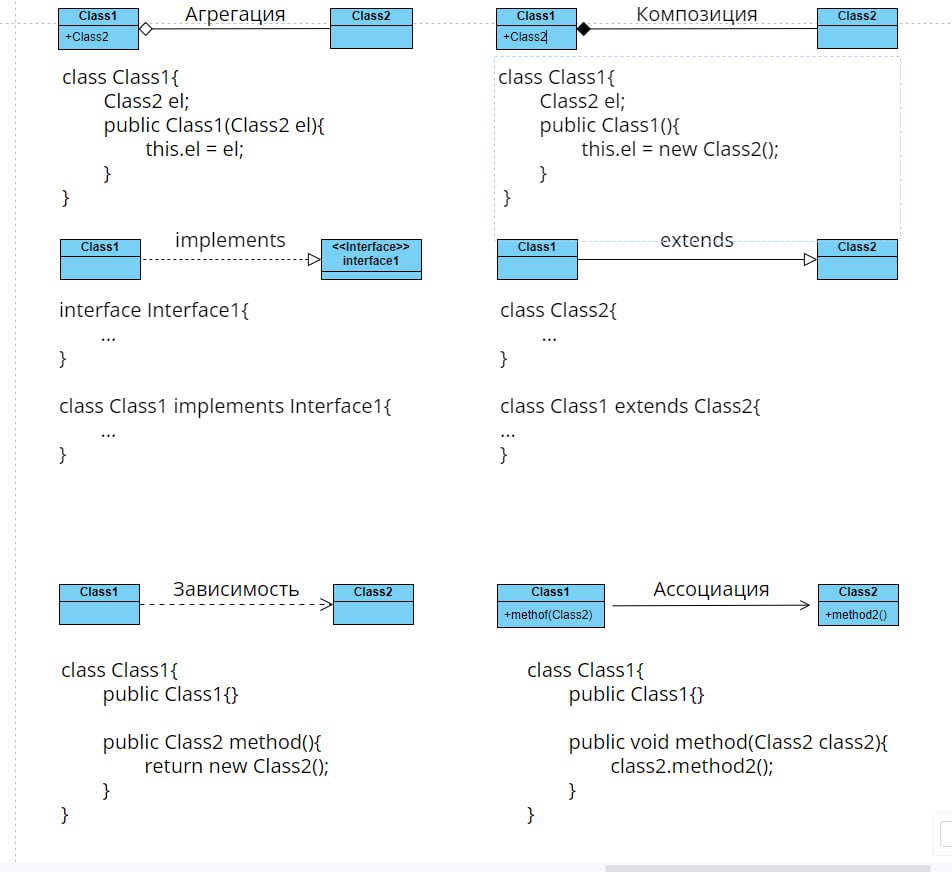 Class1
+Class2
Агрегация
Class2
class Class1{
Class2 el;
public Class1(Class2 el){
this.el = el;
}
}
Class1
+Class2
Композиция
Class2
class Class1{
Class2 el;
public Class1(){
this.el = new Class2();
}
}
Class1
implements
<<Interface>>
interface1
interface Interface1{
...
}
class Class1 implements Interface1{
...
}
Class1
extends
Class2
class Class2{
...
}
class Class1 extends Class2{
...
}
Class1
Зависимость
Class2
class Class1{
public Class1{}
public Class2 method(){
return new Class2();
}
}
Class1
+methof(Class2)
Ассоциация
Class2
+method2()
class Class1{
public Class1{}
public void method(Class2 class2){
class2.method2();
}
}